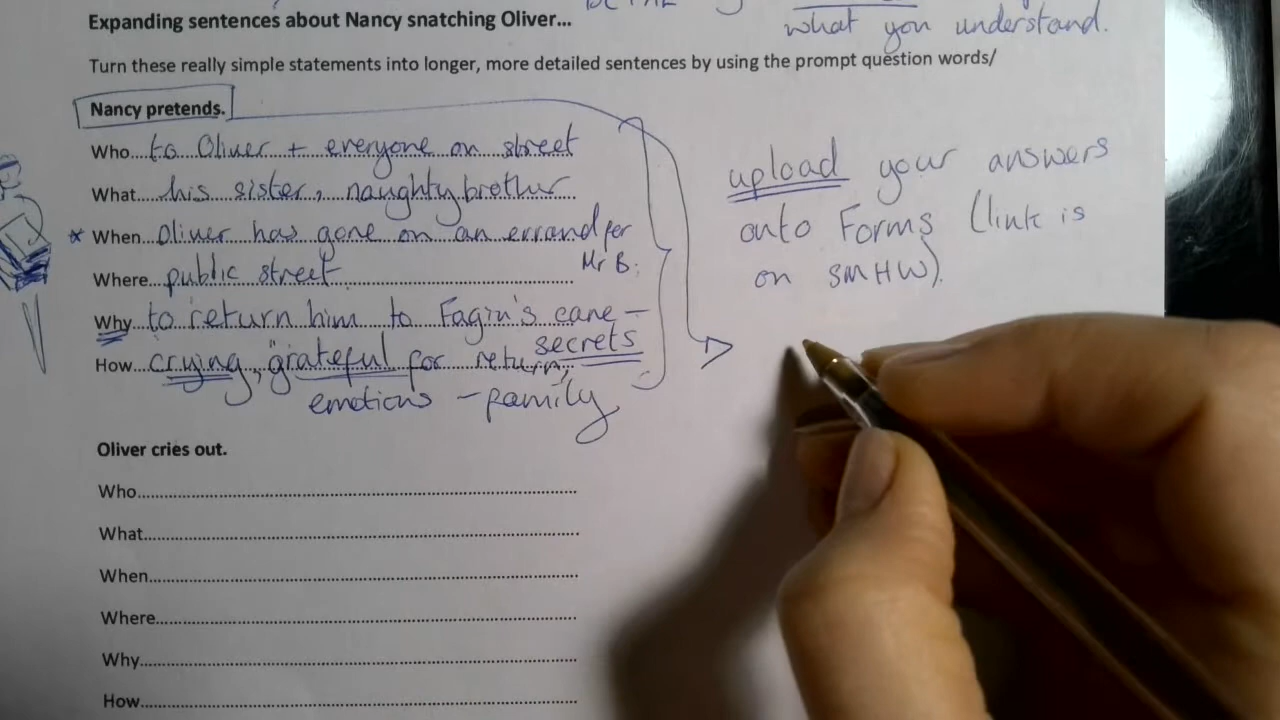 Expanding sentences about Nancy snatching Oliver...
what you understand.
Turn these really simple statements into longer, more detailed sentences by using the prompt question words/
Nancy pretends.
Who...to Oliver + everyone on street
What...his sister, naughty brother
* When...Oliver has gone on an errand for
Mr B.
Where...public street
Why...to return him to Fagin's cane -
secrets
How...crying, grateful for return,
emotions - family
upload your answers
onto Forms (link is
on SMHW).
Oliver cries out.
Who
What
When
Where
Why
How